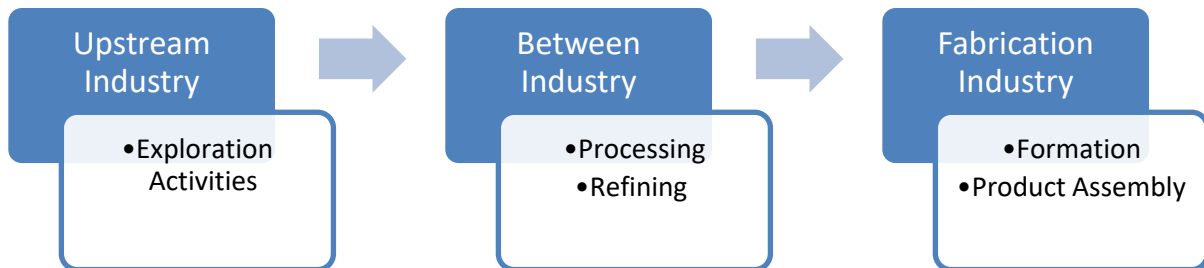 Upstream
Industry
•Exploration
Activities
Between
Industry
•Processing
•Refining
Fabrication
Industry
•Formation
•Product Assembly